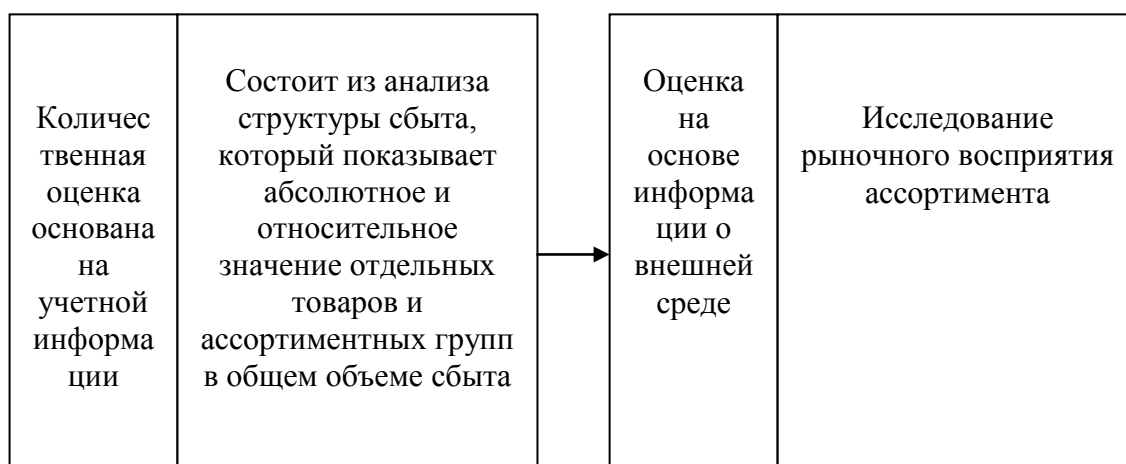 Количес
твенная
оценка
основана
на
учетной
информа
ции
Состоит из анализа
структуры сбыта,
который показывает
абсолютное и
относительное
значение отдельных
товаров и
ассортиментных групп
в общем объеме сбыта
Оценка
на
основе
информа
ции о
внешней
среде
Исследование
рыночного восприятия
ассортимента